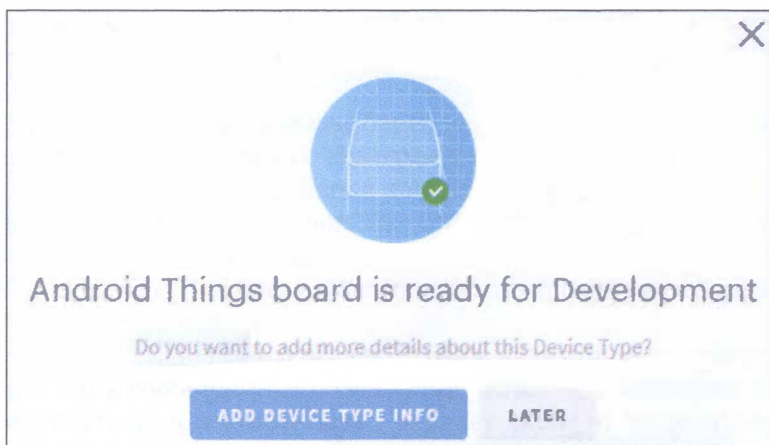 Android Things board is ready for Development
Do you want to add more details about this Device Type?
ADD DEVICE TYPE INFO
LATER